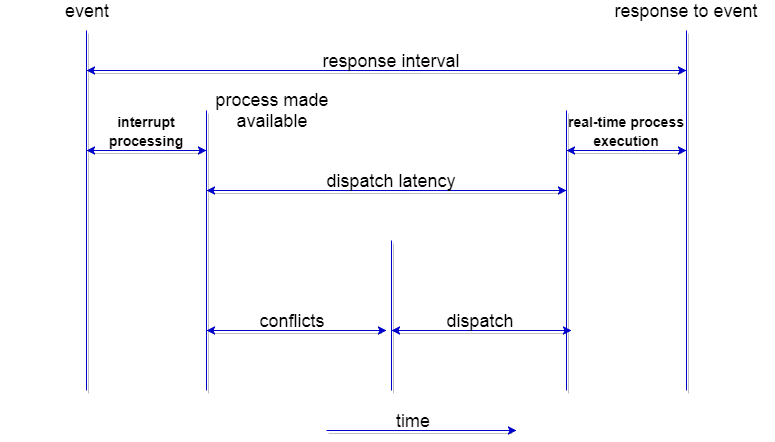 event
response to event
response interval
process made
available
interrupt
processing
real-time process
execution
dispatch latency
conflicts
dispatch
time